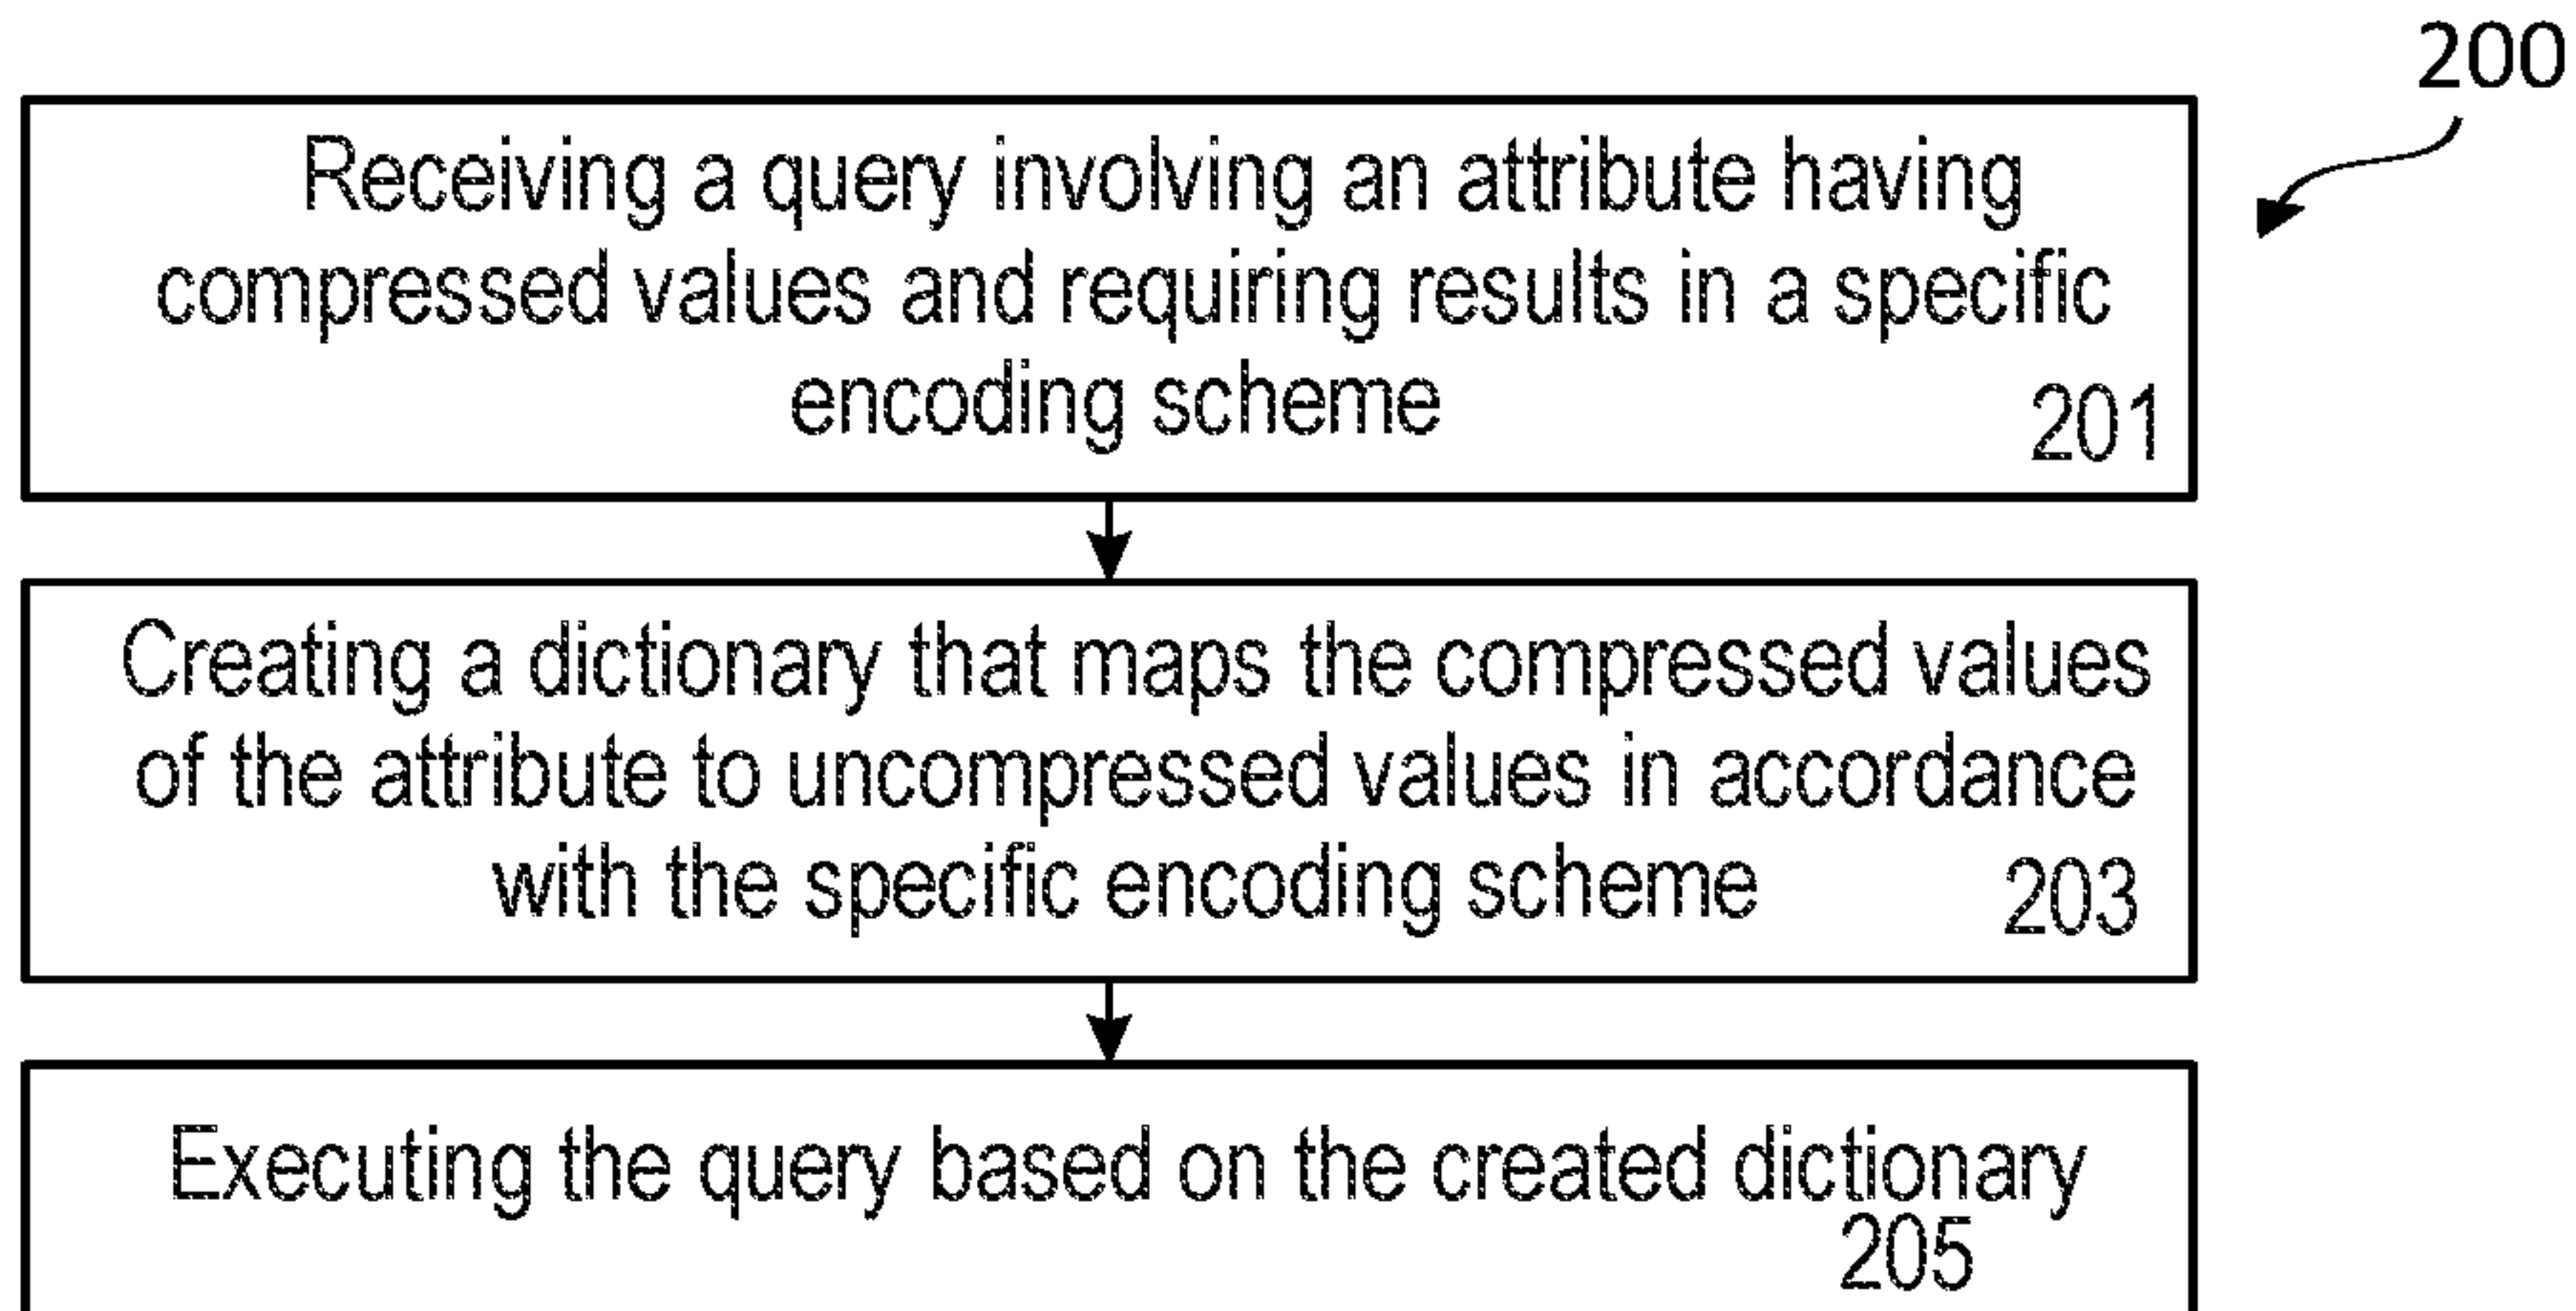 200
Receiving a query involving an attribute having
compressed values and requiring results in a specific
encoding scheme
201
Creating a dictionary that maps the compressed values
of the attribute to uncompressed values in accordance
with the specific encoding scheme 203
Executing the query based on the created dictionary
205